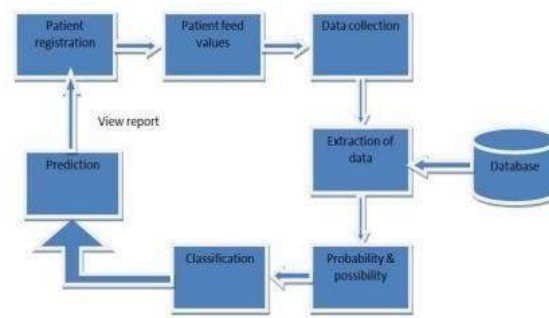 Patient
registration
Patient feed
values
Data collection
View report
Extraction of
data
Database
Prediction
Classification
Probability &
possibility